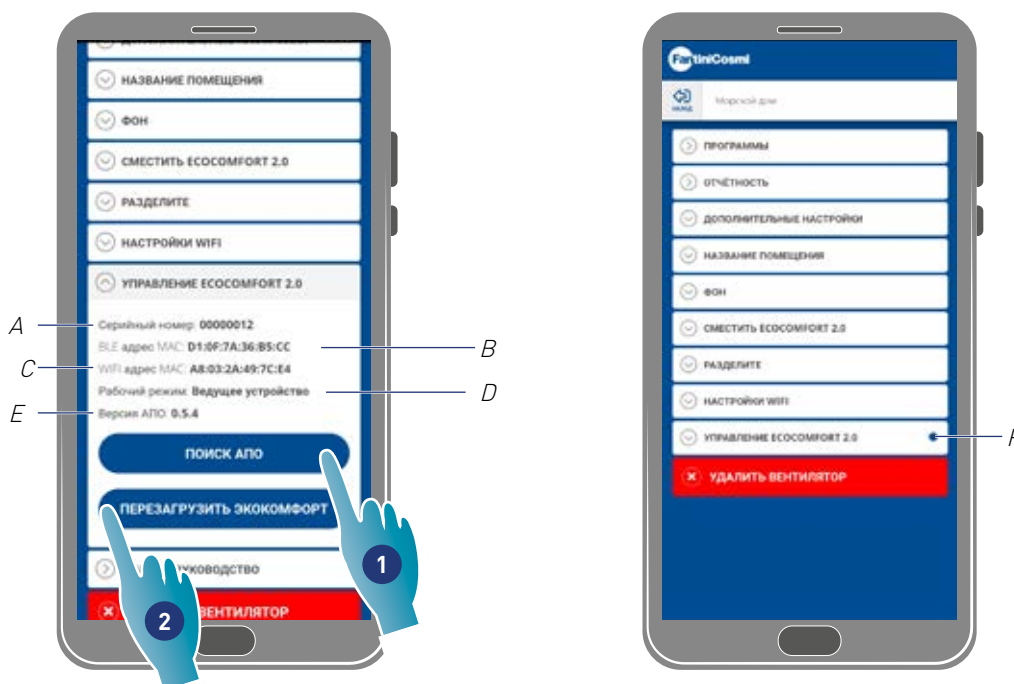 НАЗВАНИЕ ПОМЕЩЕНИЯ
ФОН
СМЕСТИТЬ ECOCOMFORT 2.0
РАЗДЕЛИТЕ
НАСТРОЙКИ WIFI
УПРАВЛЕНИЕ ECOCOMFORT 2.0
A
Серийный номер: 00000012
BLE адрес MAC: D1:0F:7A:36:B5:CC
B
C
WIFI адрес MAC: A8:03:2A:49:7C:E4
Рабочий режим: Ведущее устройство
D
E
Версия АПО: 0.5.4
ПОИСК АПО
ПЕРЕЗАГРУЗИТЬ ЭКОКОМФОРТ
1
УКОВОДСТВО
ВЕНТИЛЯТОР
2
FantiniCosmi
НАЗАД
Морской дом
ПРОГРАММЫ
ОТЧЁТНОСТЬ
ДОПОЛНИТЕЛЬНЫЕ НАСТРОЙКИ
НАЗВАНИЕ ПОМЕЩЕНИЯ
ФОН
СМЕСТИТЬ ECOCOMFORT 2.0
РАЗДЕЛИТЕ
НАСТРОЙКИ WIFI
УПРАВЛЕНИЕ ECOCOMFORT 2.0
УДАЛИТЬ ВЕНТИЛЯТОР